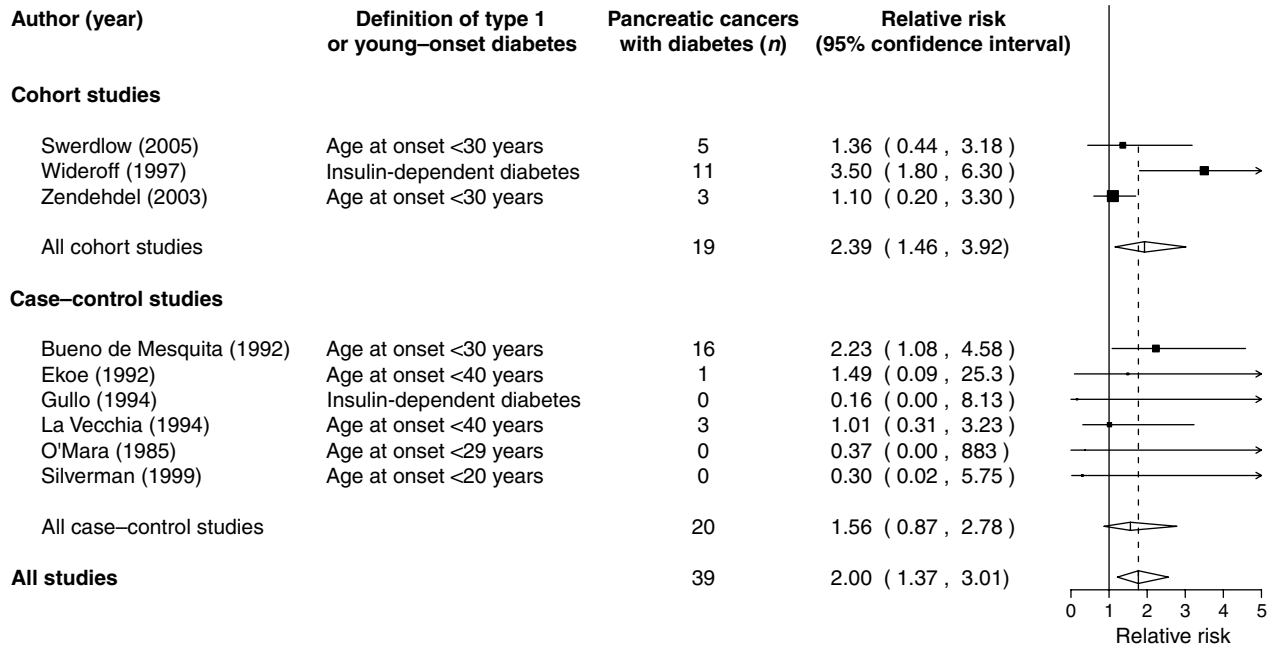 Author (year) Definition of type 1 Pancreatic cancers Relative risk
or young–onset diabetes with diabetes (n) (95% confidence interval)
Cohort studies
Swerdlow (2005) Age at onset <30 years 5 1.36 ( 0.44 , 3.18 )
Wideroff (1997) Insulin-dependent diabetes 11 3.50 ( 1.80 , 6.30 )
Zendehdel (2003) Age at onset <30 years 3 1.10 ( 0.20 , 3.30 )
All cohort studies 19 2.39 ( 1.46 , 3.92)
Case–control studies
Bueno de Mesquita (1992) Age at onset <30 years 16 2.23 ( 1.08 , 4.58 )
Ekoe (1992) Age at onset <40 years 1 1.49 ( 0.09 , 25.3 )
Gullo (1994) Insulin-dependent diabetes 0 0.16 ( 0.00 , 8.13 )
La Vecchia (1994) Age at onset <40 years 3 1.01 ( 0.31 , 3.23 )
O'Mara (1985) Age at onset <29 years 0 0.37 ( 0.00 , 883 )
Silverman (1999) Age at onset <20 years 0 0.30 ( 0.02 , 5.75 )
All case–control studies 20 1.56 ( 0.87 , 2.78 )
All studies 39 2.00 ( 1.37 , 3.01)
0 1 2 3 4 5
Relative risk